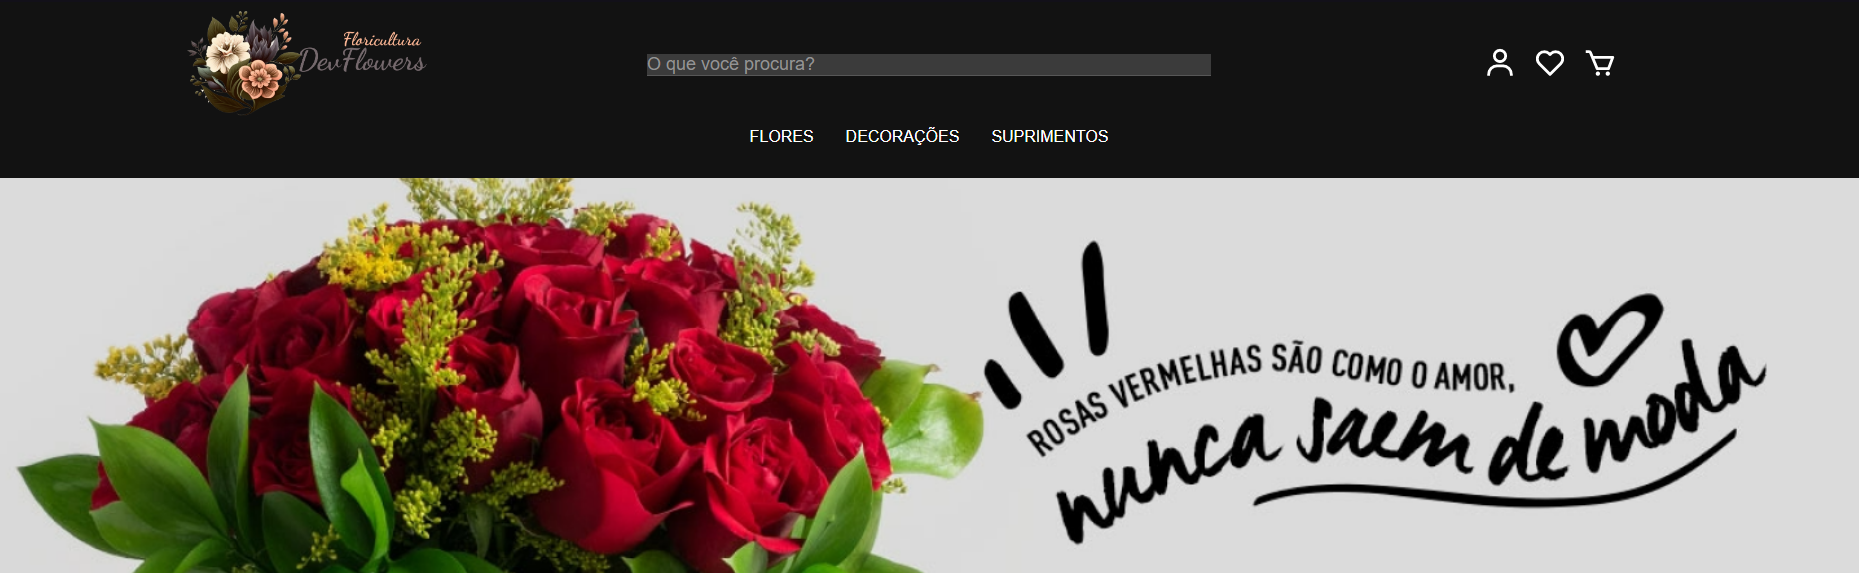 Floricultura
DevFlowers
O que você procura?
FLORES DECORAÇÕES SUPRIMENTOS
ROSAS VERMELHAS SÃO COMO O AMOR,
nunca saem de moda